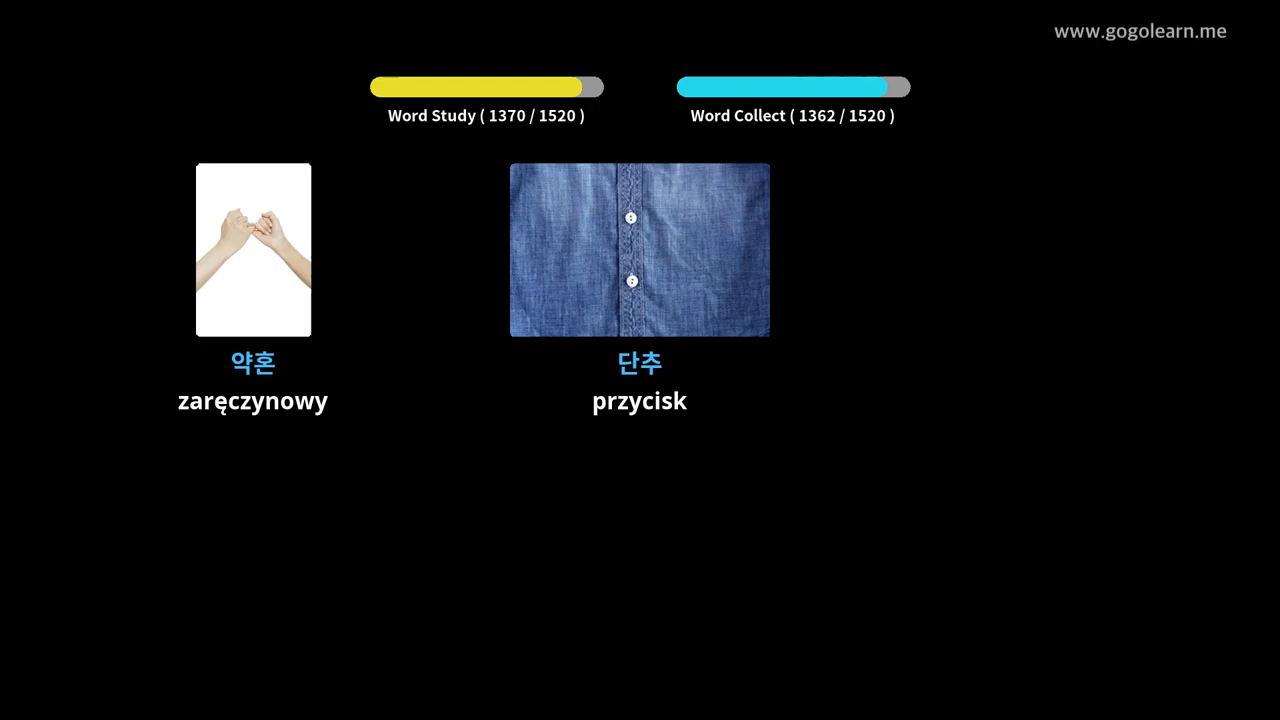 www.gogolearn.me
Word Study ( 1370 / 1520 )
Word Collect ( 1362 / 1520 )
약혼
zaręczynowy
단추
przycisk